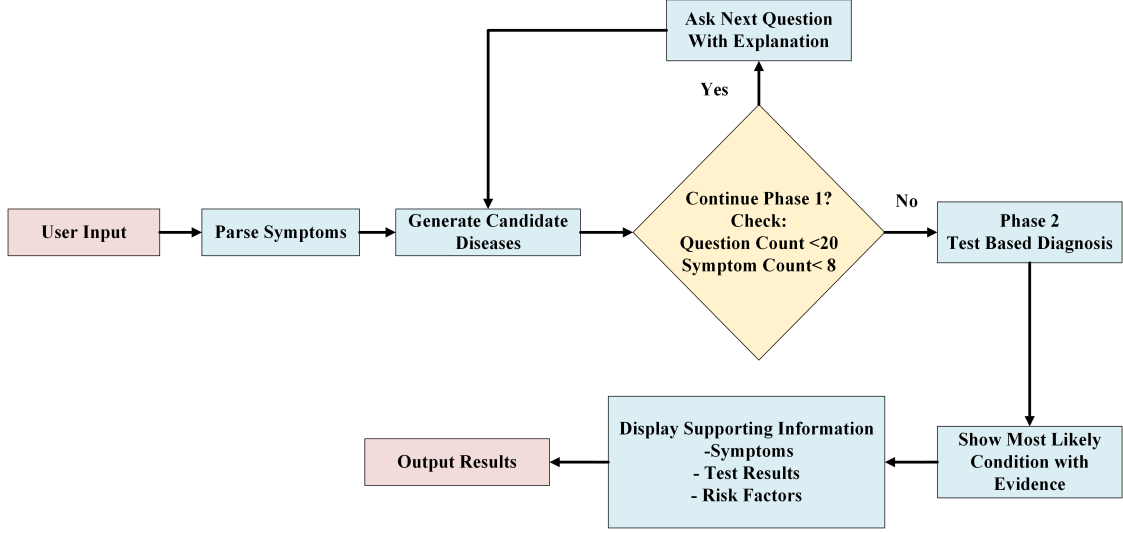 Ask Next Question
With Explanation
Yes
Continue Phase 1?
Check:
Question Count <20
Symptom Count< 8
No
User Input
Parse Symptoms
Generate Candidate
Diseases
Phase 2
Test Based Diagnosis
Display Supporting Information
-Symptoms
- Test Results
- Risk Factors
Output Results
Show Most Likely
Condition with
Evidence